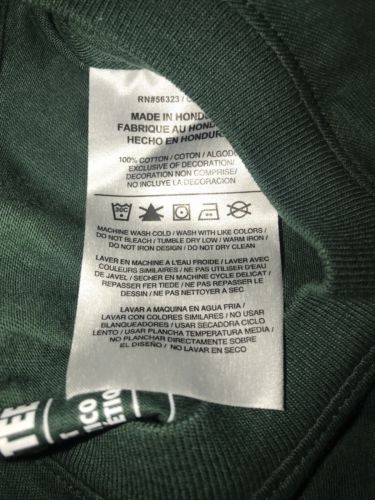 RN#56323 / C
MADE IN HONDU
FABRIQUE AU HOND
HECHO EN HONDUR
100% COTTON / COTON / ALGODO
EXCLUSIVE OF DECORATION/
DECORATION NON COMPRISE/
NO INCLUYE LA DECORACION
30C
MACHINE WASH COLD / WASH WITH LIKE COLORS /
DO NOT BLEACH / TUMBLE DRY LOW / WARM IRON /
DO NOT IRON DESIGN / DO NOT DRY CLEAN
LAVER EN MACHINE A L'EAU FROIDE / LAVER AVEC
COULEURS SIMILAIRES / NE PAS UTILISER D'EAU
DE JAVEL / SECHER EN MACHINE CYCLE DELICAT /
REPASSER FER TIEDE / NE PAS REPASSER LE
DESSIN / NE PAS NETTOYER A SEC
LAVAR A MAQUINA EN AGUA FRIA /
LAVAR CON COLORES SIMILARES / NO USAR
BLANQUEADORES / USAR SECADORA CICLO
LENTO / USAR PLANCHA TEMPERATURA MEDIA /
NO PLANCHAR DIRECTAMENTE SOBRE
EL DISEÑO / NO LAVAR EN SECO